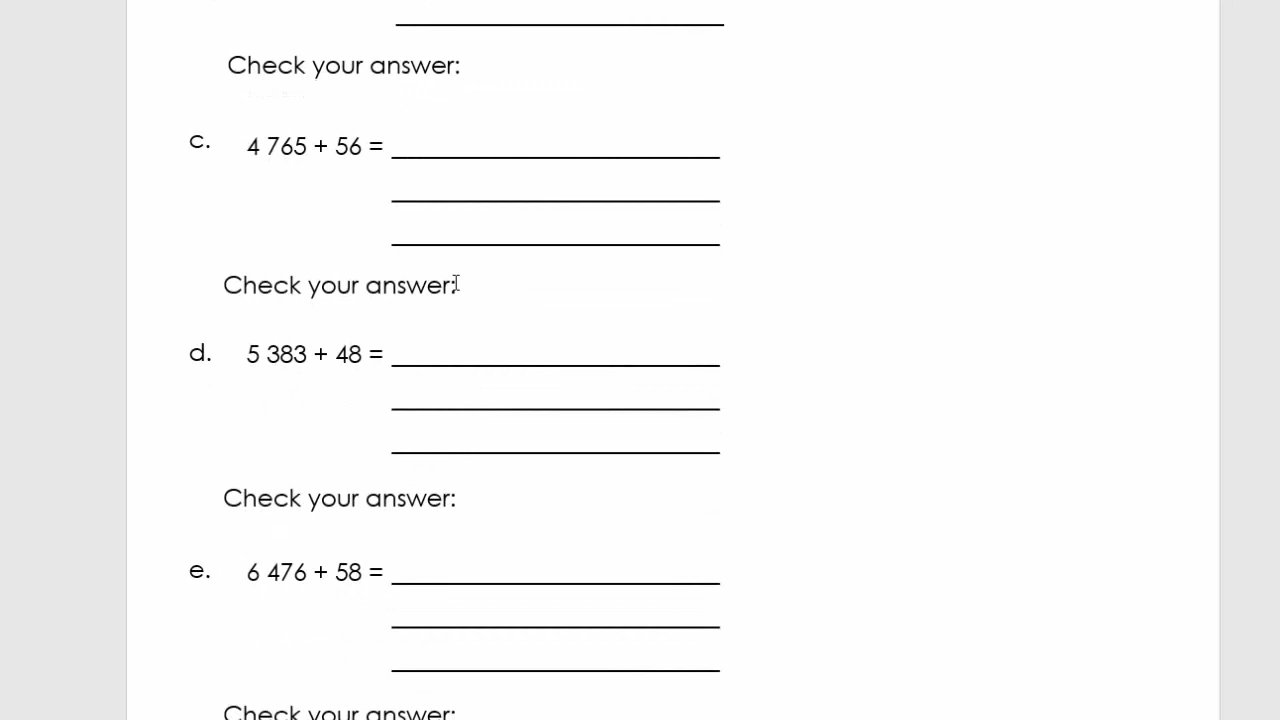 Check your answer:
c. 4 765 + 56 =
Check your answer:
d. 5 383 + 48 =
Check your answer:
e. 6 476 + 58 =
Check your answer: